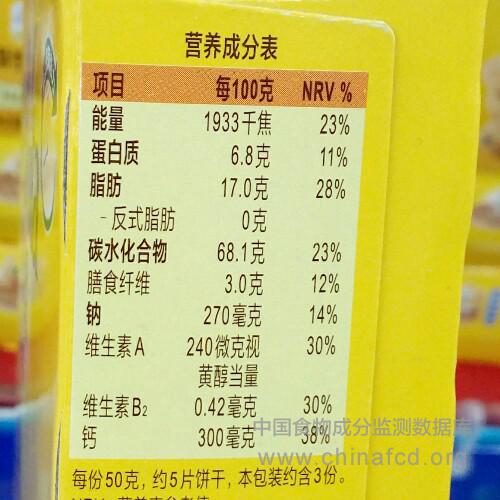 营养成分表
项目 每100克 NRV %
能量 1933千焦 23%
蛋白质 6.8克 11%
脂肪 17.0克 28%
-反式脂肪 0克
碳水化合物 68.1克 23%
膳食纤维 3.0克 12%
钠 270毫克 14%
维生素A 240微克视黄醇当量 30%
维生素B2 0.42毫克 30%
钙 300毫克 38%
中国食物成分监测数据库
www.chinafcd.org
每份50克，约5片饼干，本包装约含3份。